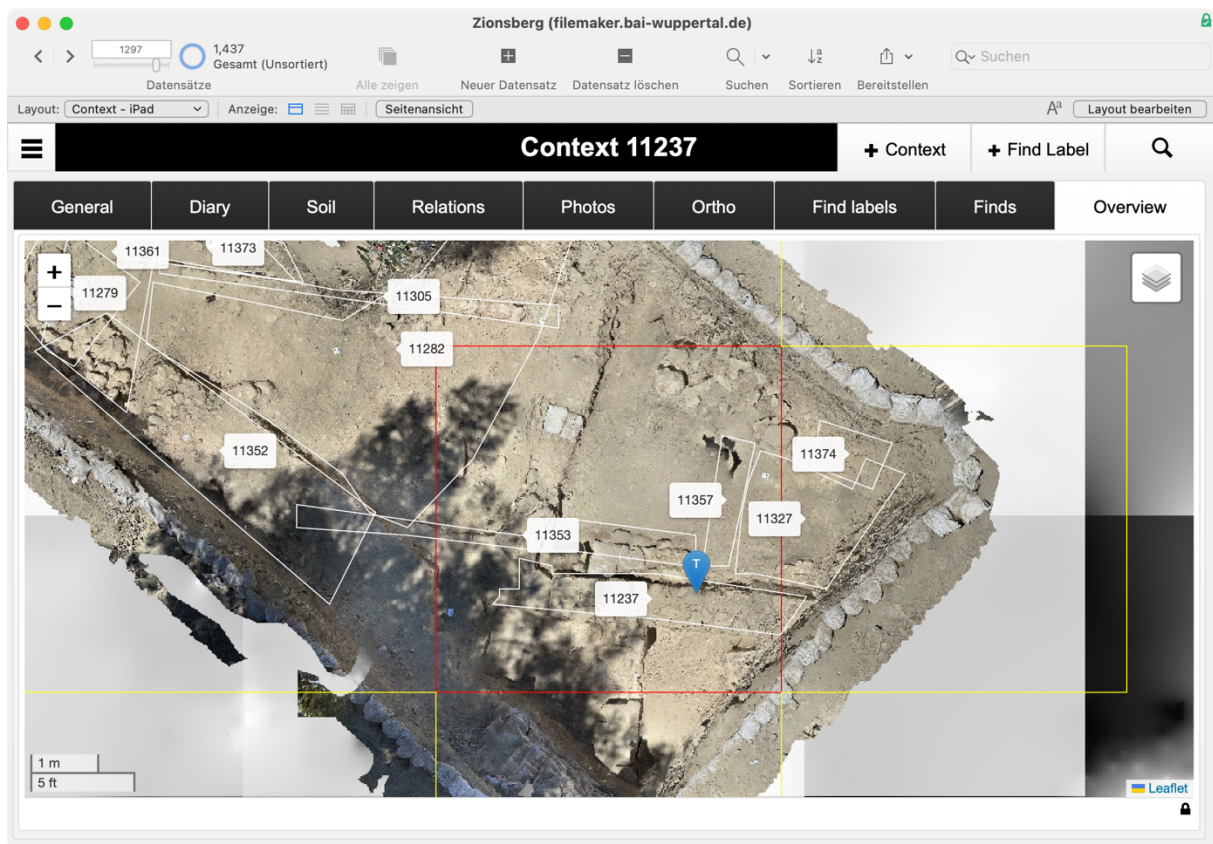 Zionsberg (filemaker.bai-wuppertal.de)
1297
1,437
Gesamt (Unsortiert)
Datensätze
Alle zeigen
Neuer Datensatz
Datensatz löschen
Suchen
Sortieren
Bereitstellen
Suchen
Layout: Context - iPad
Anzeige:
Seitenansicht
Aa
Layout bearbeiten
Context 11237
+ Context
+ Find Label
General
Diary
Soil
Relations
Photos
Ortho
Find labels
Finds
Overview
+
−
11361
11373
11279
11305
11282
11352
11374
11357
11327
11353
T
11237
1 m
5 ft
Leaflet